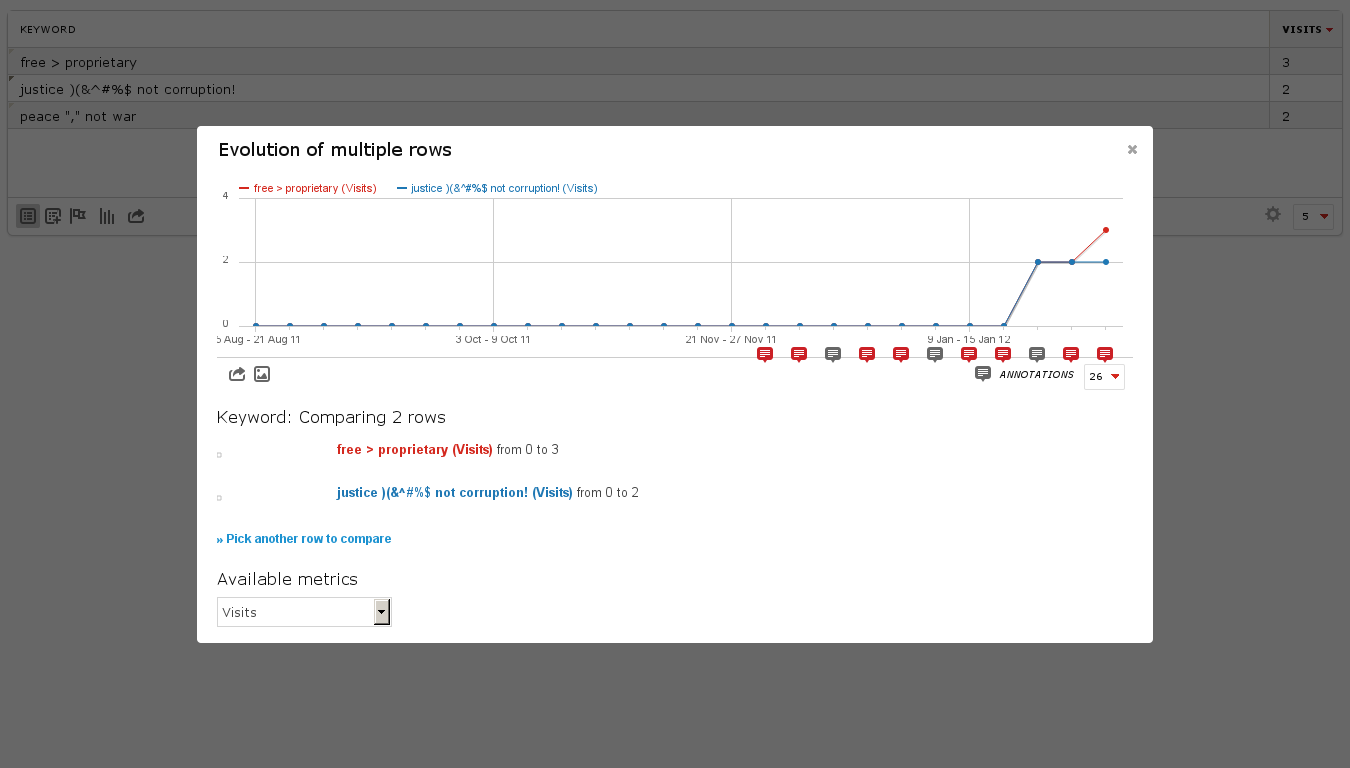 KEYWORD VISITS
free > proprietary 3
justice )(&^#%$ not corruption! 2
peace "," not war 2
Evolution of multiple rows
free > proprietary (Visits) justice )(&^#%$ not corruption! (Visits)
4
2
0
5 Aug - 21 Aug 11 3 Oct - 9 Oct 11 21 Nov - 27 Nov 11 9 Jan - 15 Jan 12
5
ANNOTATIONS 26
Keyword: Comparing 2 rows
free > proprietary (Visits) from 0 to 3
justice )(&^#%$ not corruption! (Visits) from 0 to 2
» Pick another row to compare
Available metrics
Visits